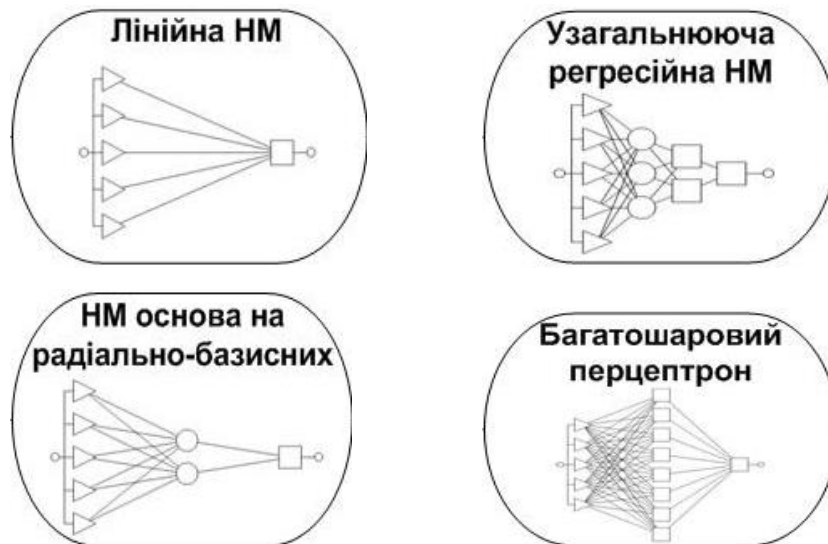 Лінійна НМ
Узагальнююча
регресійна НМ
НМ основа на
радіально-базисних
Багатошаровий
перцептрон